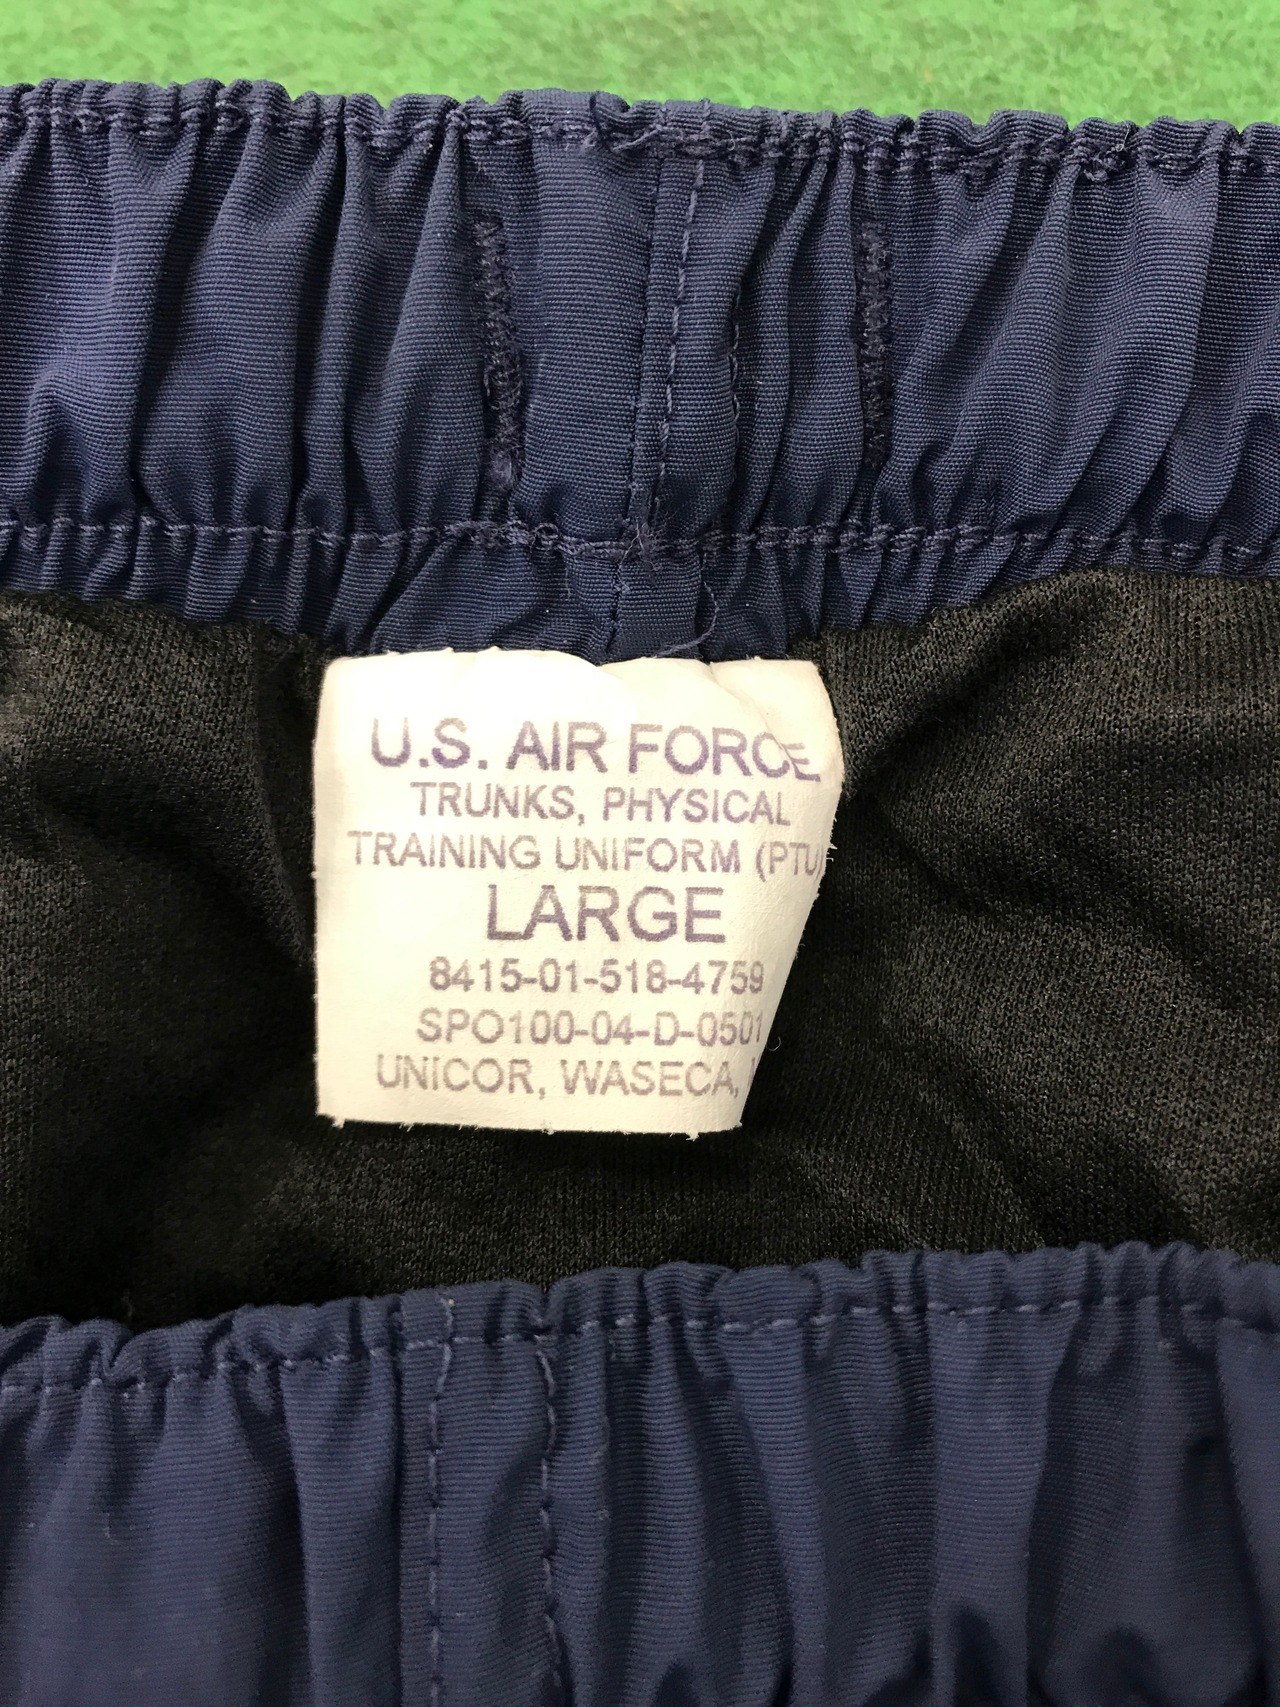 U.S. AIR FORCE
TRUNKS, PHYSICAL
TRAINING UNIFORM (PTU)
LARGE
8415-01-518-4759
SPO100-04-D-0501
UNICOR, WASECA,